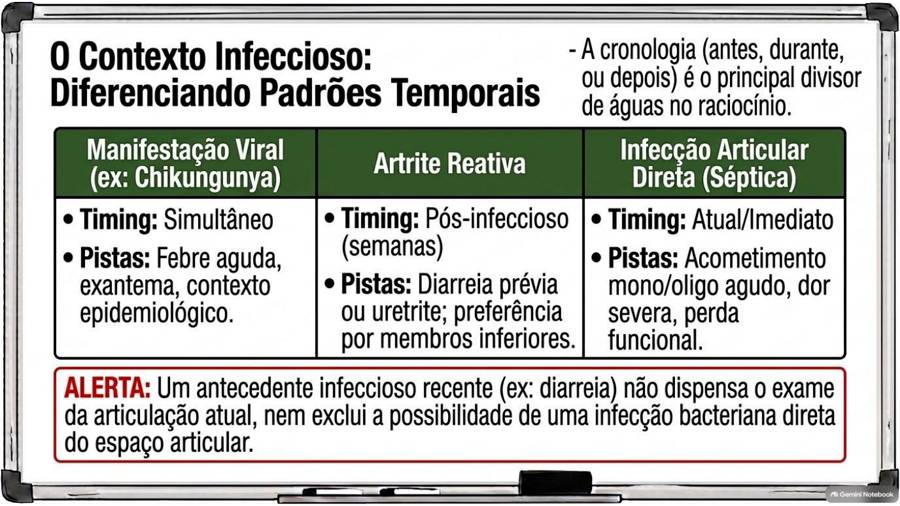 O Contexto Infeccioso:
Diferenciando Padrões Temporais
- A cronologia (antes, durante,
ou depois) é o principal divisor
de águas no raciocínio.
Manifestação Viral
(ex: Chikungunya)
• Timing: Simultâneo
• Pistas: Febre aguda,
exantema, contexto
epidemiológico.
Artrite Reativa
• Timing: Pós-infeccioso
(semanas)
• Pistas: Diarreia prévia
ou uretrite; preferência
por membros inferiores.
Infecção Articular
Direta (Séptica)
• Timing: Atual/Imediato
• Pistas: Acometimento
mono/oligo agudo, dor
severa, perda
funcional.
ALERTA: Um antecedente infeccioso recente (ex: diarreia) não dispensa o exame
da articulação atual, nem exclui a possibilidade de uma infecção bacteriana direta
do espaço articular.
Gemini Notebook